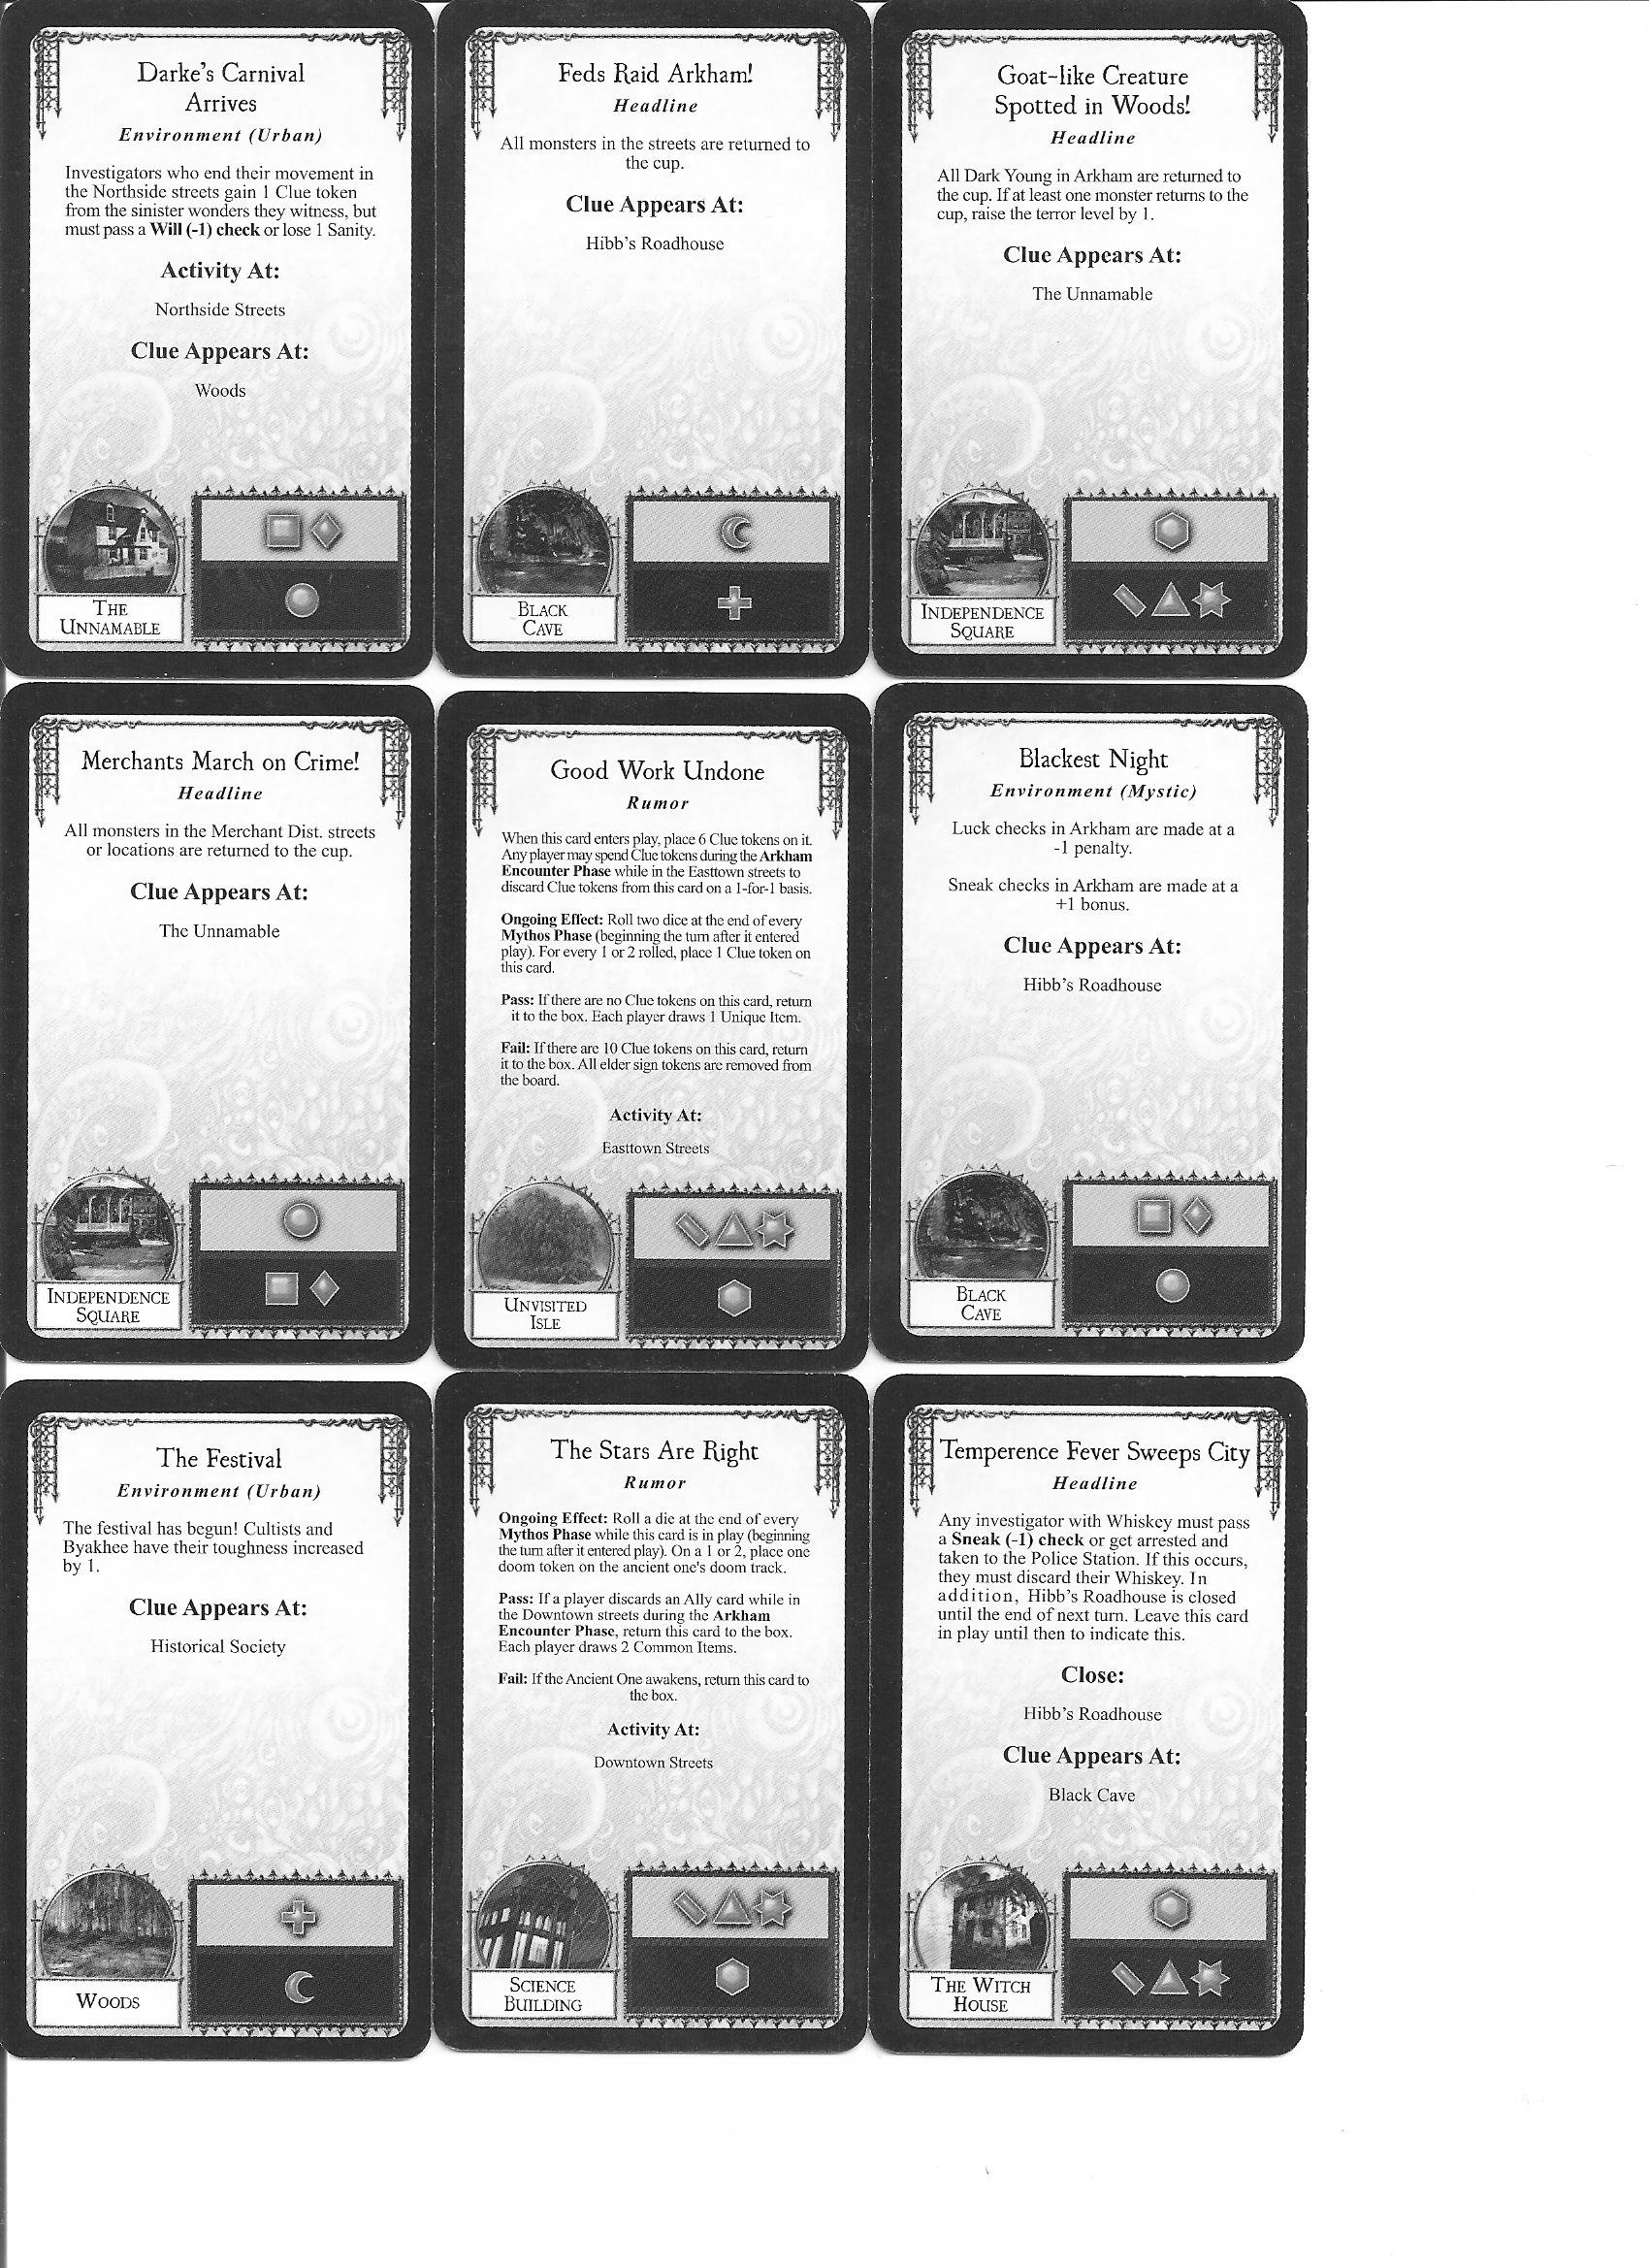 Darke's Carnival
Arrives
Environment (Urban)
Investigators who end their movement in
the Northside streets gain 1 Clue token
from the sinister wonders they witness, but
must pass a Will (-1) check or lose 1 Sanity.
Activity At:
Northside Streets
Clue Appears At:
Woods
The
Unnamable
Feds Raid Arkham!
Headline
All monsters in the streets are returned to
the cup.
Clue Appears At:
Hibb's Roadhouse
Black
Cave
Goat-like Creature
Spotted in Woods!
Headline
All Dark Young in Arkham are returned to
the cup. If at least one monster returns to the
cup, raise the terror level by 1.
Clue Appears At:
The Unnamable
Independence
Square
Merchants March on Crime!
Headline
All monsters in the Merchant Dist. streets
or locations are returned to the cup.
Clue Appears At:
The Unnamable
Independence
Square
Good Work Undone
Rumor
When this card enters play, place 6 Clue tokens on it.
Any player may spend Clue tokens during the Arkham
Encounter Phase while in the Easttown streets to
discard Clue tokens from this card on a 1-for-1 basis.
Ongoing Effect: Roll two dice at the end of every
Mythos Phase (beginning the turn after it entered
play). For every 1 or 2 rolled, place 1 Clue token on
this card.
Pass: If there are no Clue tokens on this card, return
it to the box. Each player draws 1 Unique Item.
Fail: If there are 10 Clue tokens on this card, return
it to the box. All elder sign tokens are removed from
the board.
Activity At:
Easttown Streets
Unvisited
Isle
Blackest Night
Environment (Mystic)
Luck checks in Arkham are made at a
-1 penalty.
Sneak checks in Arkham are made at a
+1 bonus.
Clue Appears At:
Hibb's Roadhouse
Black
Cave
The Festival
Environment (Urban)
The festival has begun! Cultists and
Byakhee have their toughness increased
by 1.
Clue Appears At:
Historical Society
Woods
The Stars Are Right
Rumor
Ongoing Effect: Roll a die at the end of every
Mythos Phase while this card is in play (beginning
the turn after it entered play). On a 1 or 2, place one
doom token on the ancient one's doom track.
Pass: If a player discards an Ally card while in
the Downtown streets during the Arkham
Encounter Phase, return this card to the box.
Each player draws 2 Common Items.
Fail: If the Ancient One awakens, return this card to
the box.
Activity At:
Downtown Streets
Science
Building
Temperence Fever Sweeps City
Headline
Any investigator with Whiskey must pass
a Sneak (-1) check or get arrested and
taken to the Police Station. If this occurs,
they must discard their Whiskey. In
addition, Hibb's Roadhouse is closed
until the end of next turn. Leave this card
in play until then to indicate this.
Close:
Hibb's Roadhouse
Clue Appears At:
Black Cave
The Witch
House